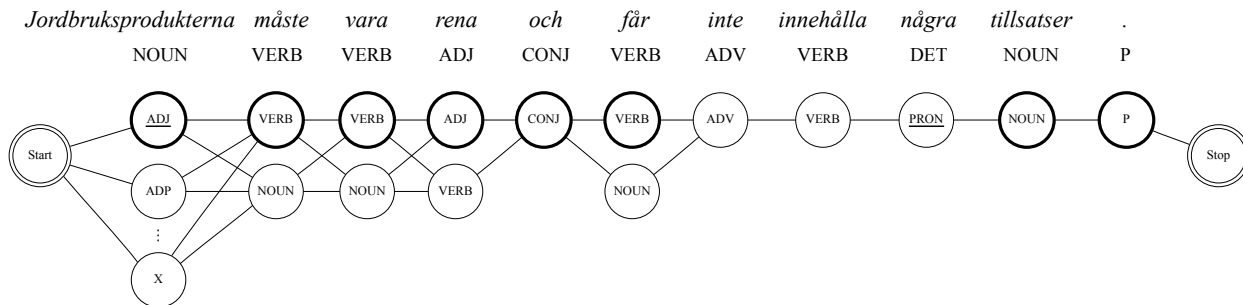 Jordbruksprodukterna måste vara rena och får inte innehålla några tillsatser .
NOUN VERB VERB ADJ CONJ VERB ADV VERB DET NOUN P
ADJ VERB VERB ADJ CONJ VERB ADV VERB PRON NOUN P
Start Stop
ADP NOUN NOUN VERB NOUN
⋮
X